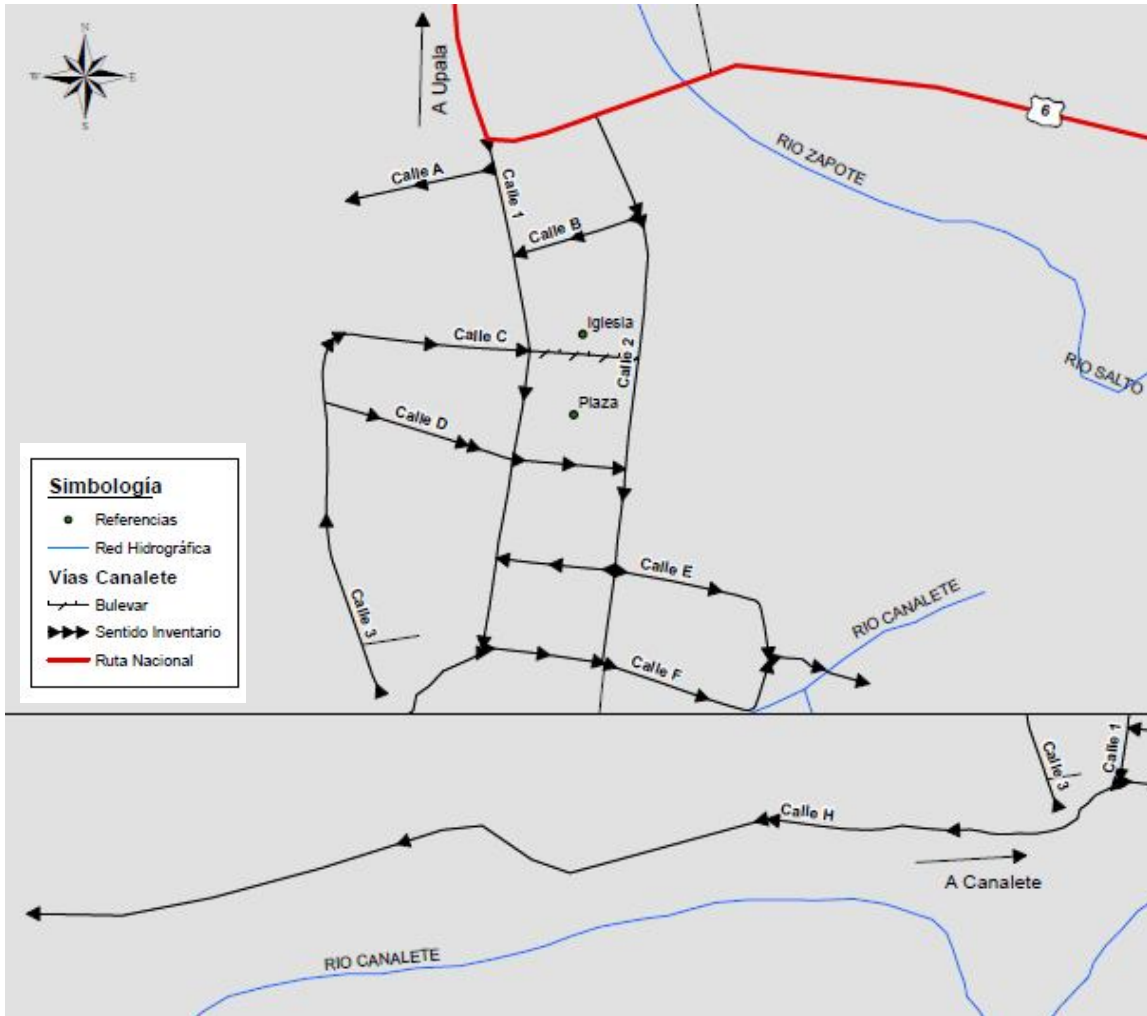 N
W
E
S
A Upala
6
RIO ZAPOTE
Calle A
Calle 1
Calle B
Iglesia
Calle C
Calle 2
RIO SALTO
Plaza
Calle D
Simbología
Referencias
Red Hidrográfica
Vías Canalete
Bulevar
Sentido Inventario
Ruta Nacional
Calle E
Calle 3
RIO CANALETE
Calle F
Calle 1
Calle 3
Calle H
A Canalete
RIO CANALETE